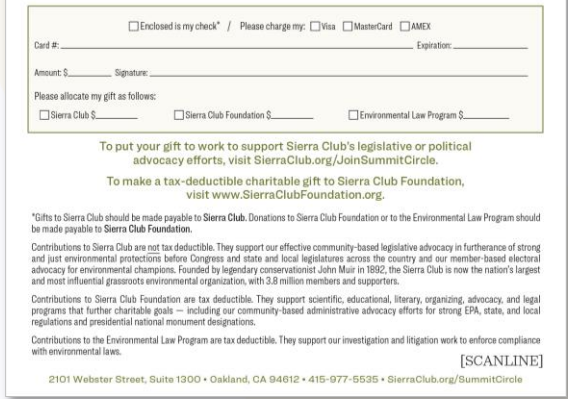 Enclosed is my check* / Please charge my: Visa MasterCard AMEX
Card #: Expiration:
Amount: $ Signature:
Please allocate my gift as follows:
Sierra Club $ Sierra Club Foundation $ Environmental Law Program $
To put your gift to work to support Sierra Club's legislative or political
advocacy efforts, visit SierraClub.org/JoinSummitCircle.
To make a tax-deductible charitable gift to Sierra Club Foundation,
visit www.SierraClubFoundation.org.
*Gifts to Sierra Club should be made payable to Sierra Club. Donations to Sierra Club Foundation or to the Environmental Law Program should
be made payable to Sierra Club Foundation.
Contributions to Sierra Club are not tax deductible. They support our effective community-based legislative advocacy in furtherance of strong
and just environmental protections before Congress and state and local legislatures across the country and our member-based electoral
advocacy for environmental champions. Founded by legendary conservationist John Muir in 1892, the Sierra Club is now the nation's largest
and most influential grassroots environmental organization, with 3.8 million members and supporters.
Contributions to Sierra Club Foundation are tax deductible. They support scientific, educational, literary, organizing, advocacy, and legal
programs that further charitable goals — including our community-based administrative advocacy efforts for strong EPA, state, and local
regulations and presidential national monument designations.
Contributions to the Environmental Law Program are tax deductible. They support our investigation and litigation work to enforce compliance
with environmental laws.
[SCANLINE]
2101 Webster Street, Suite 1300 • Oakland, CA 94612 • 415-977-5535 • SierraClub.org/SummitCircle